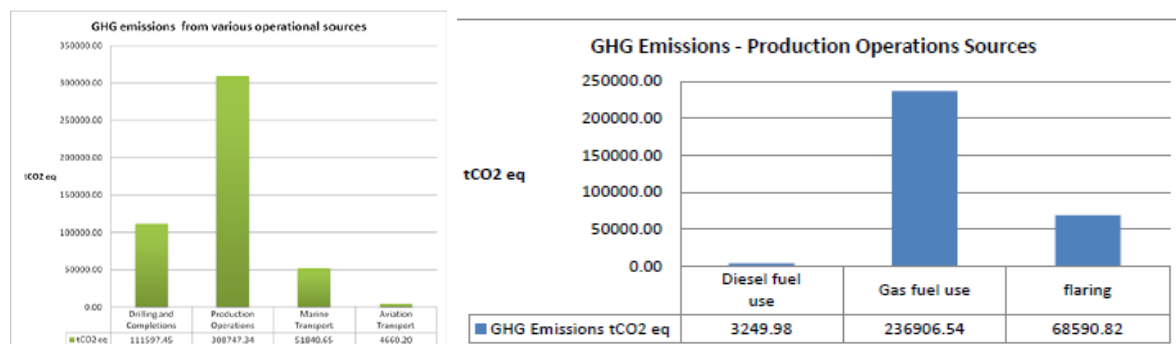 GHG emissions from various operational sources
350000.00
300000.00
250000.00
200000.00
150000.00
100000.00
50000.00
0.00
tCO2 eq
Drilling and Completions
Production Operations
Marine Transport
Aviation Transport
tCO2 eq 111597.45 308747.34 51840.65 4660.20
GHG Emissions - Production Operations Sources
250000.00
200000.00
150000.00
100000.00
50000.00
0.00
tCO2 eq
Diesel fuel use
Gas fuel use
flaring
GHG Emissions tCO2 eq 3249.98 236906.54 68590.82